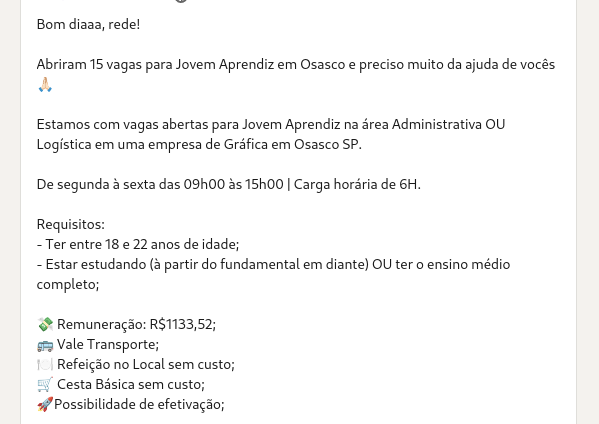 Bom diaaa, rede!
Abriram 15 vagas para Jovem Aprendiz em Osasco e preciso muito da ajuda de vocês
🙏🏻
Estamos com vagas abertas para Jovem Aprendiz na área Administrativa OU
Logística em uma empresa de Gráfica em Osasco SP.
De segunda à sexta das 09h00 às 15h00 | Carga horária de 6H.
Requisitos:
- Ter entre 18 e 22 anos de idade;
- Estar estudando (à partir do fundamental em diante) OU ter o ensino médio
completo;
💸 Remuneração: R$1133,52;
🚌 Vale Transporte;
🍽️ Refeição no Local sem custo;
🛒 Cesta Básica sem custo;
🚀Possibilidade de efetivação;